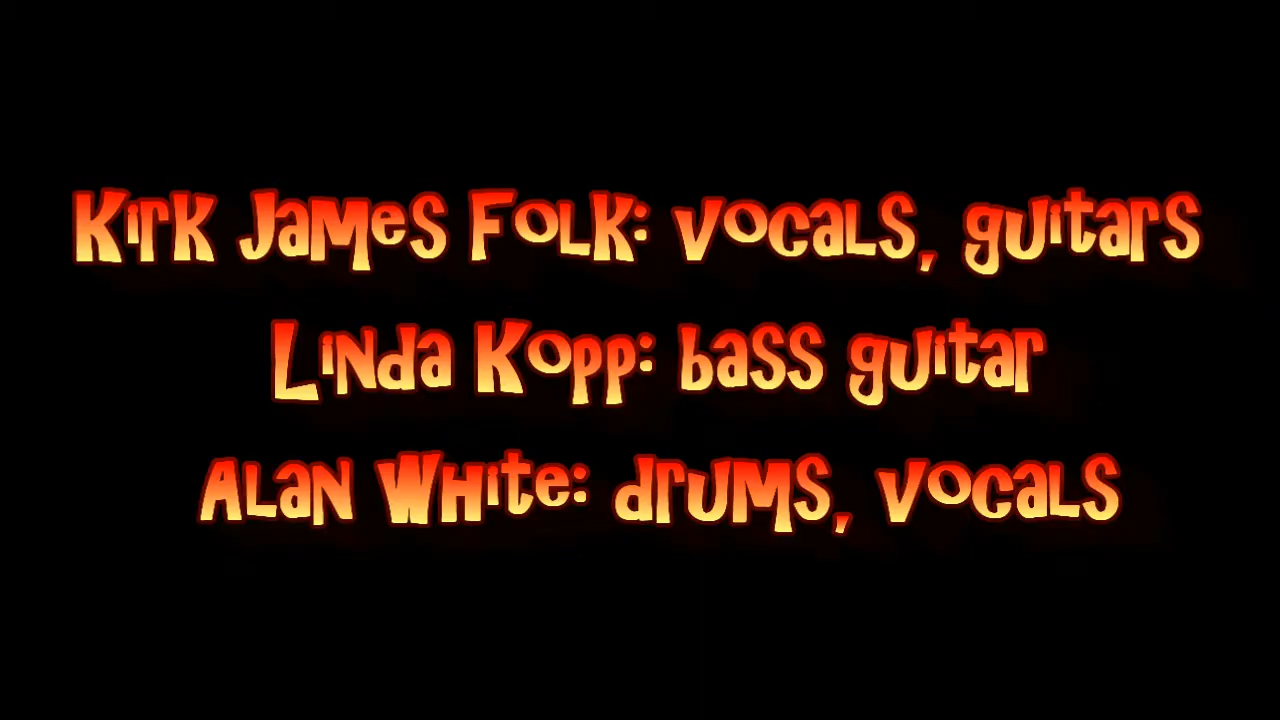 Kirk James Folk: vocals, guitars
Linda Kopp: bass guitar
Alan White: drums, vocals